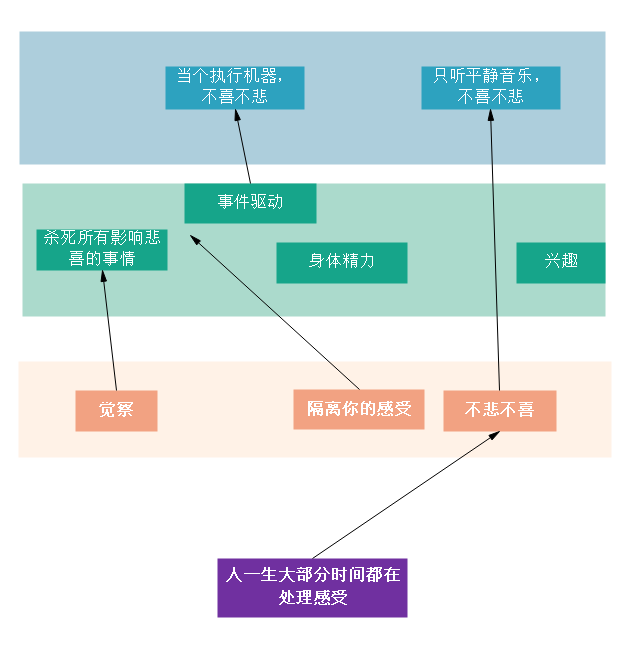 当个执行机器，
不喜不悲
只听平静音乐，
不喜不悲
事件驱动
杀死所有影响悲
喜的事情
身体精力
兴趣
觉察
隔离你的感受
不悲不喜
人一生大部分时间都在
处理感受